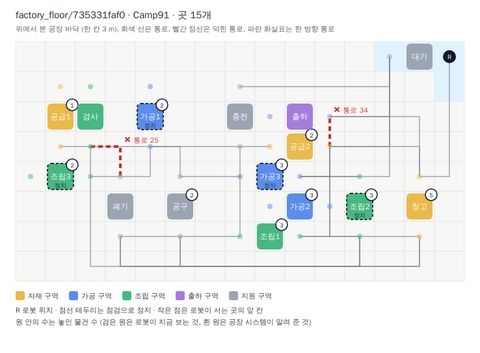 factory_floor/735331faf0 · Camp91 · 곳 15개
위에서 본 공장 바닥 (한 칸 3 m). 회색 선은 통로, 빨간 점선은 막힌 통로, 파란 화살표는 한 방향 통로
대기 R
공급1 1 검사 가공1 2 정지 충전 출하 ✕ 통로 34
✕ 통로 25 공급2 2
조립3 2 정지 가공3 3 정지
폐기 공구 2 가공2 3 조립2 3 정지 창고 5
조립1 3
자재 구역 가공 구역 조립 구역 출하 구역 지원 구역
R 로봇 위치 · 점선 테두리는 점검으로 정지 · 작은 점은 로봇이 서는 곳의 앞 칸
원 안의 수는 놓인 물건 수 (검은 원은 로봇이 지금 보는 것, 흰 원은 공장 시스템이 알려 준 것)